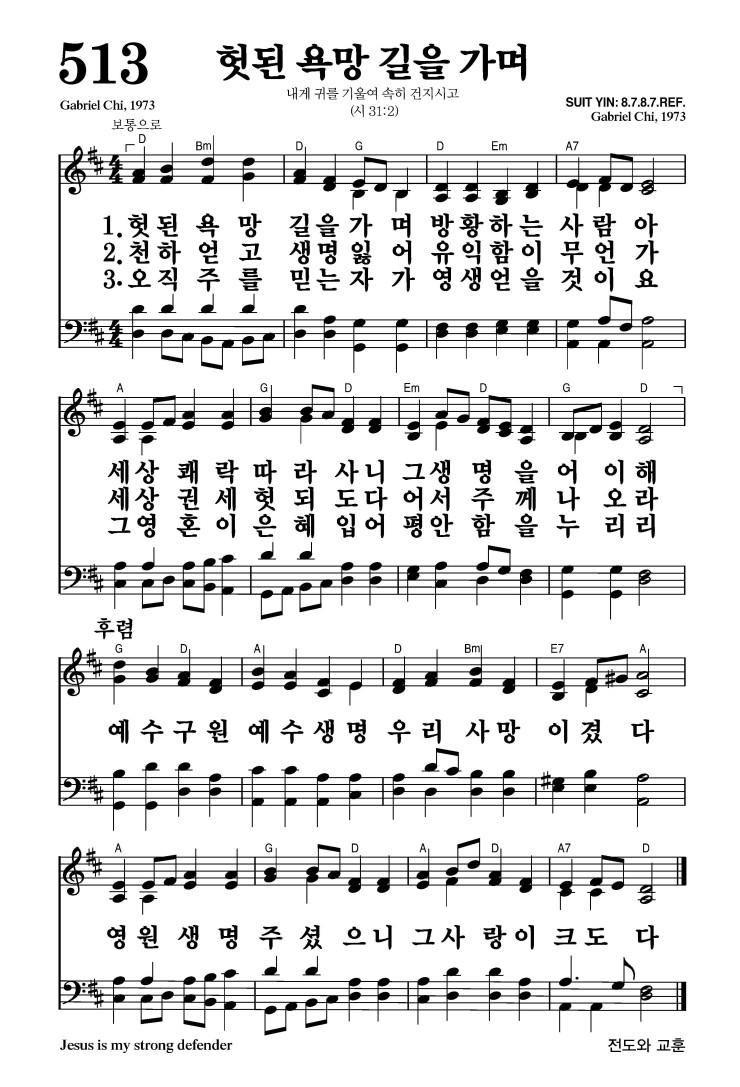 513 헛된 욕망 길을 가며
내게 귀를 기울여 속히 건지시고
Gabriel Chi, 1973 (시 31:2) SUIT YIN: 8.7.8.7.REF.
보통으로 Gabriel Chi, 1973
D Bm D G D Em A7
1. 헛된 욕 망 길을가 며 방황하는 사람 아
2. 천하 얻 고 생명잃 어 유익함이 무언 가
3. 오직 주 를 믿는자 가 영생얻을 것이 요
A G D Em D G D
세상 쾌 락 따 라 사니 그생 명 을 어 이해
세상 권 세 헛 되 도다 어서 주 께 나 오라
그영 혼 이 은 혜 입어 평안 함 을 누 리리
후렴
G D A D Bm E7 A
예 수 구 원 예 수 생 명 우 리 사 망 이 겼 다
A G D A D A7 D
영 원 생 명 주 셨 으니 그사 랑 이 크도 다
Jesus is my strong defender 전도와 교훈